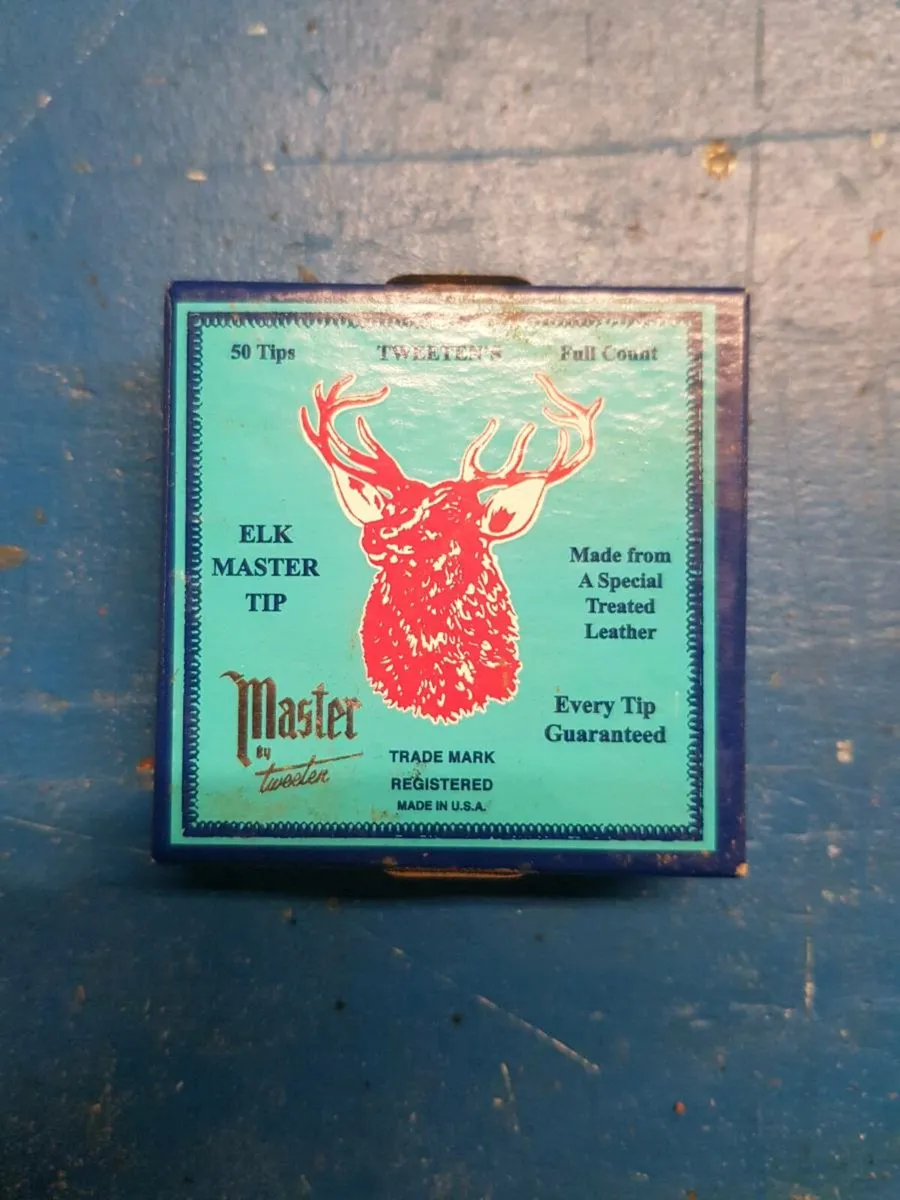 50 Tips
TWEETEN'S
Full Count
ELK
MASTER
TIP
Made from
A Special
Treated
Leather
Master
BY
tweeten
Every Tip
Guaranteed
TRADE MARK
REGISTERED
MADE IN U.S.A.